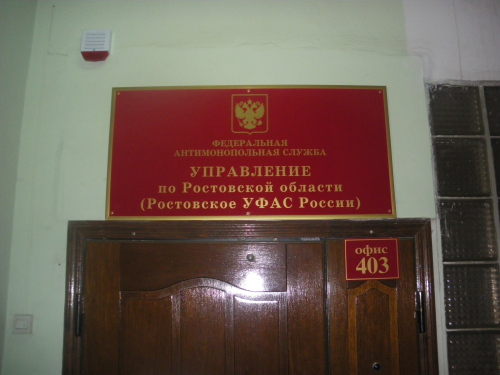 ФЕДЕРАЛЬНАЯ
АНТИМОНОПОЛЬНАЯ СЛУЖБА
УПРАВЛЕНИЕ
по Ростовской области
(Ростовское УФАС России)
офис
403